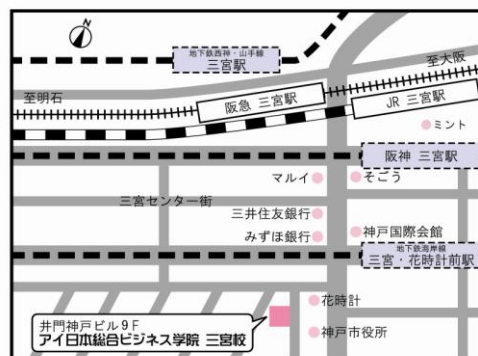 地下鉄西神・山手線
三宮駅
至大阪
至明石
阪急 三宮駅
JR 三宮駅
ミント
阪神 三宮駅
マルイ
そごう
三宮センター街
三井住友銀行
みずほ銀行
神戸国際会館
地下鉄海岸線
三宮・花時計前駅
花時計
井門神戸ビル9F
アイ日本総合ビジネス学院 三宮校
神戸市役所